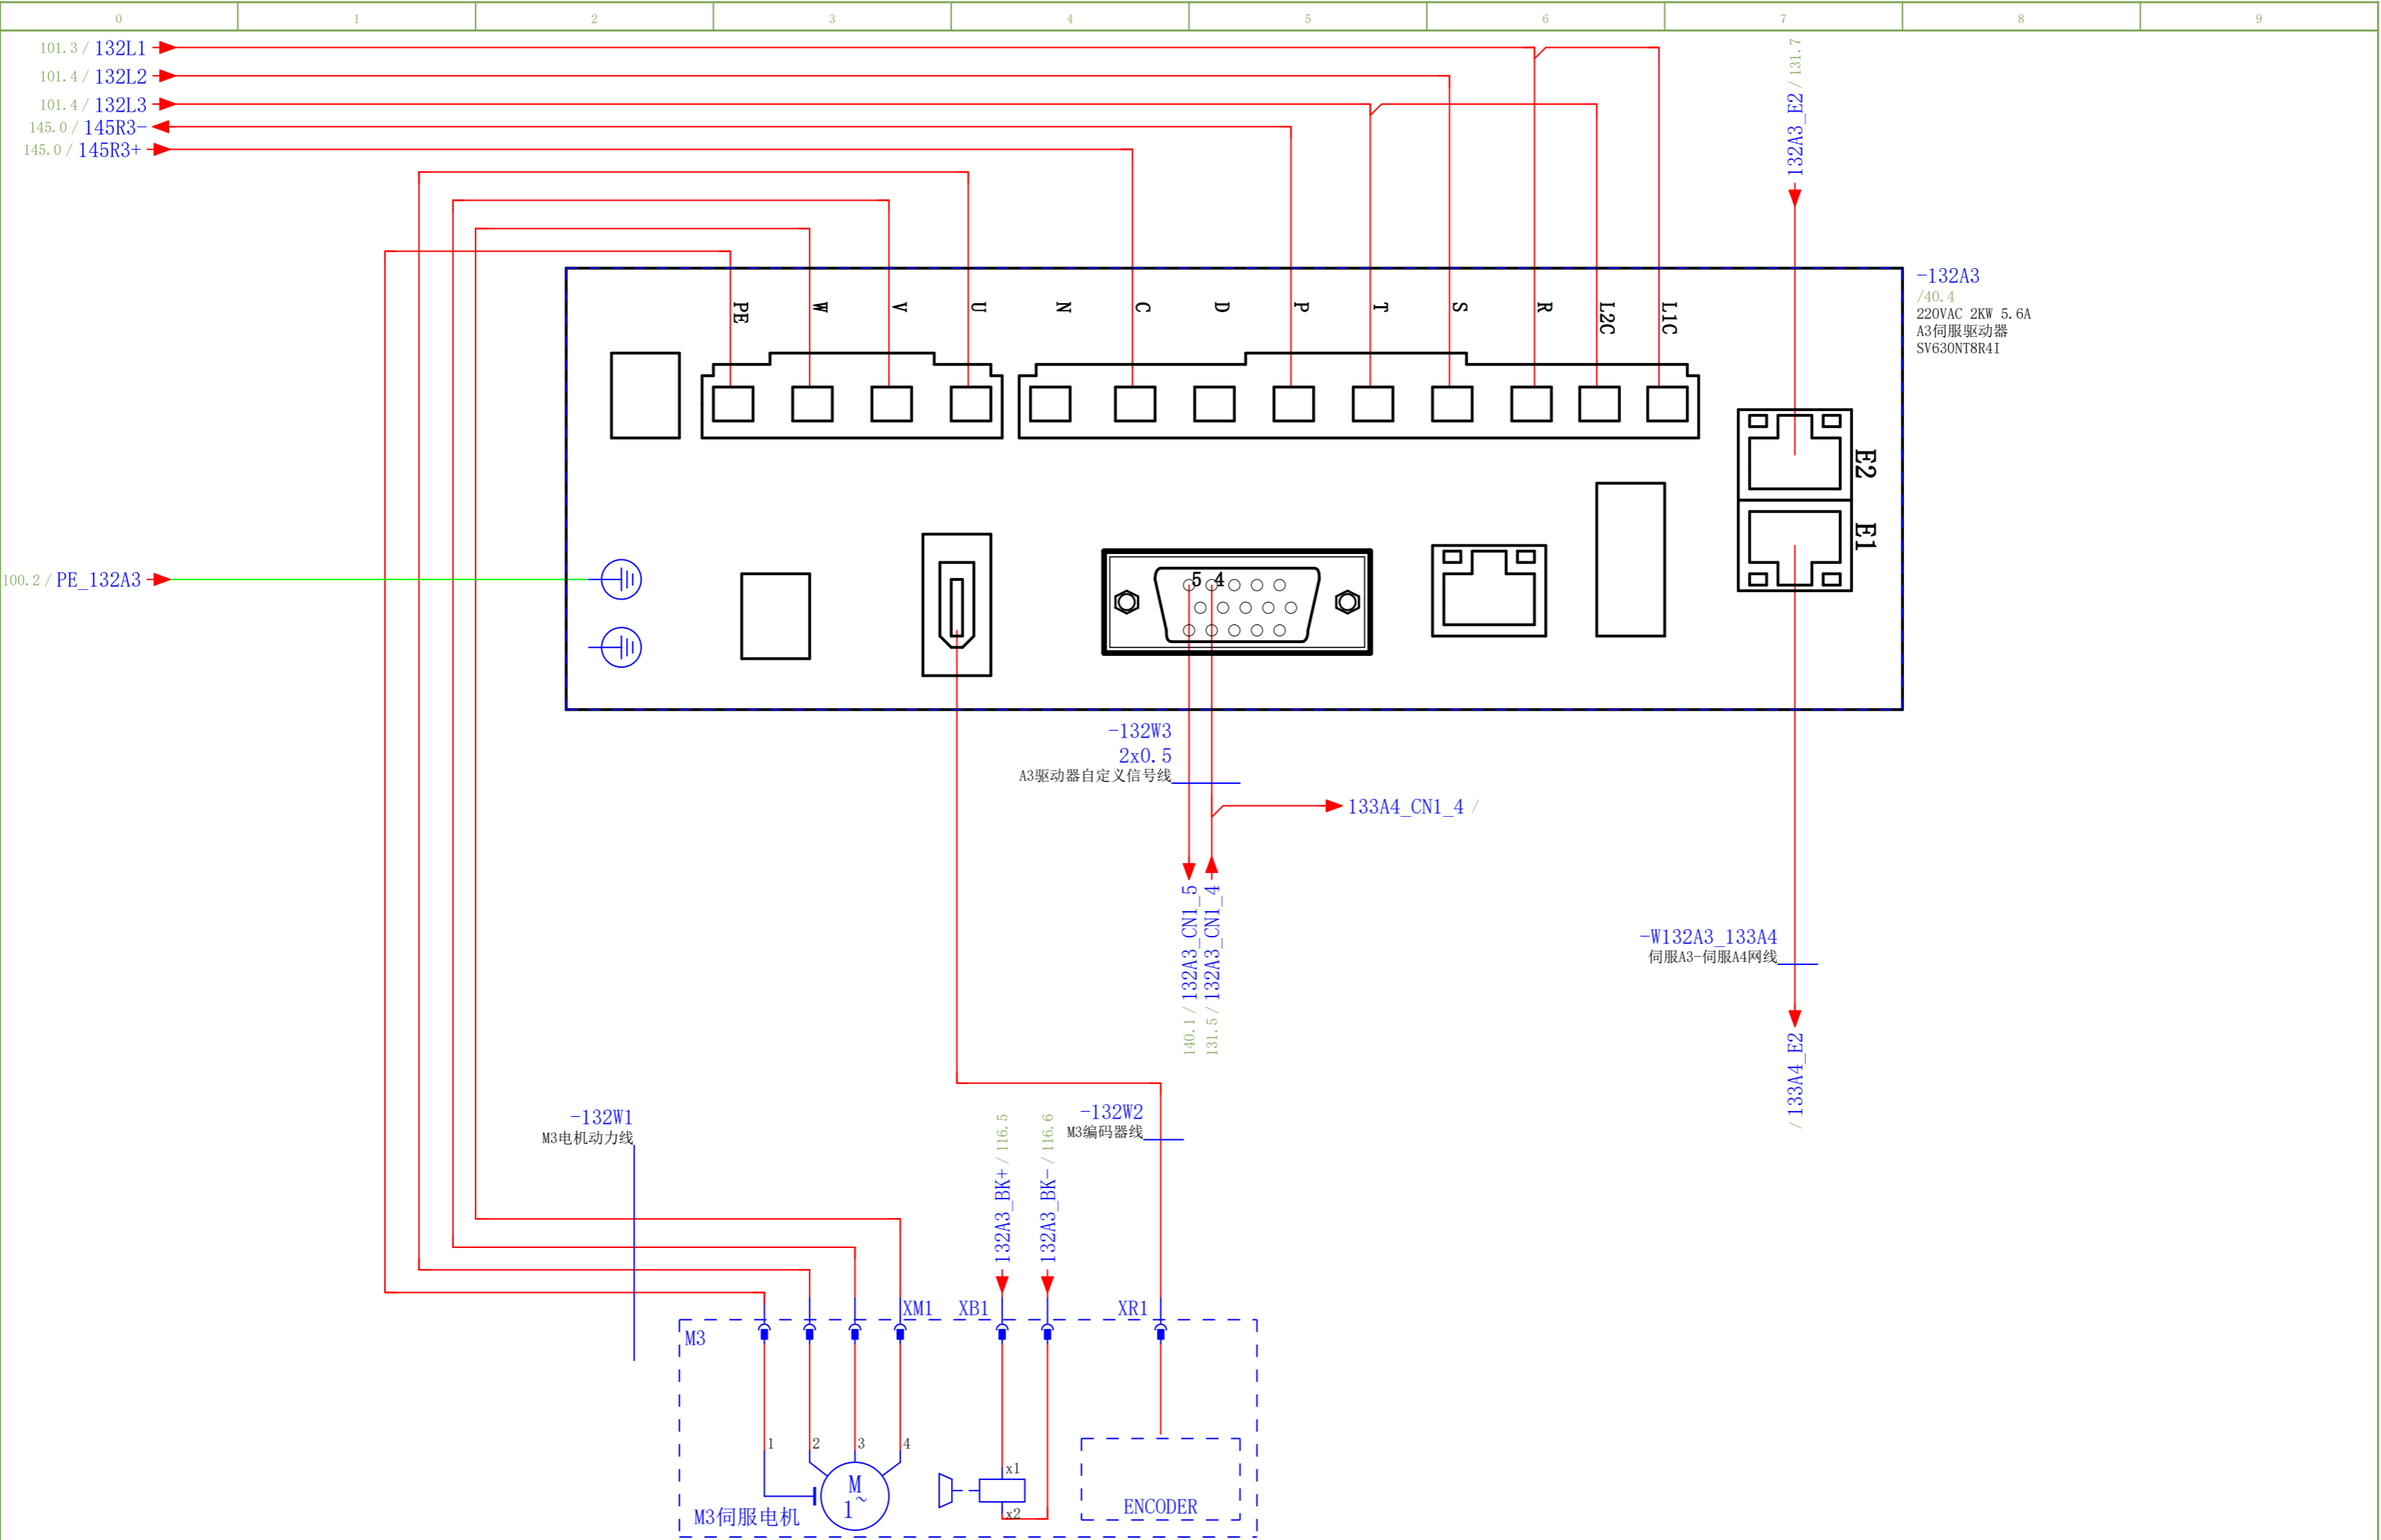 0 1 2 3 4 5 6 7 8 9
101.3 / 132L1
101.4 / 132L2
101.4 / 132L3
145.0 / 145R3-
145.0 / 145R3+
132A3_E2 / 131.7
-132A3
/40.4
220VAC 2KW 5.6A
A3伺服驱动器
SV630NT8R4I
PE W V U N C D P T S R L2C L1C
E2
E1
100.2 / PE_132A3
5 4
-132W3
2x0.5
A3驱动器自定义信号线
133A4_CN1_4 /
140.1 / 132A3_CN1_5
131.5 / 132A3_CN1_4
-W132A3_133A4
伺服A3-伺服A4网线
/ 133A4_E2
-132W1
M3电机动力线
132A3_BK+ / 116.5
132A3_BK- / 116.6
-132W2
M3编码器线
XM1 XB1 XR1
M3
1 2 3 4
M
1~
M3伺服电机
x1
x2
ENCODER